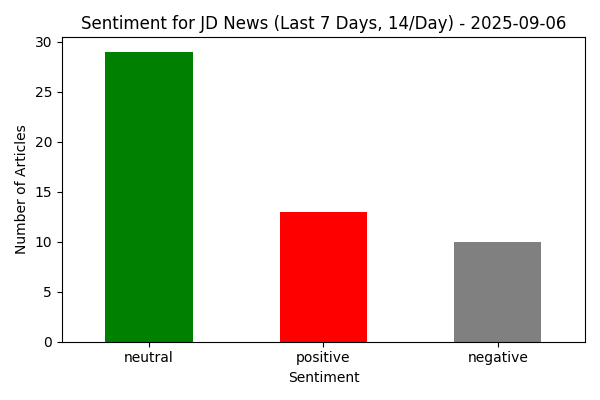 Sentiment for JD News (Last 7 Days, 14/Day) - 2025-09-06
Number of Articles
30
25
20
15
10
5
0
neutral positive negative
Sentiment